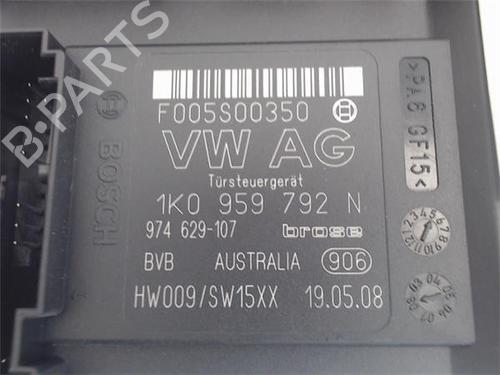 F005S00350
VW AG
Türsteuergerät
1K0 959 792 N
974 629-107 brose
BVB AUSTRALIA 906
HW009/SW15XX 19.05.08
BOSCH
>PA6 GF15<
B-PARTS